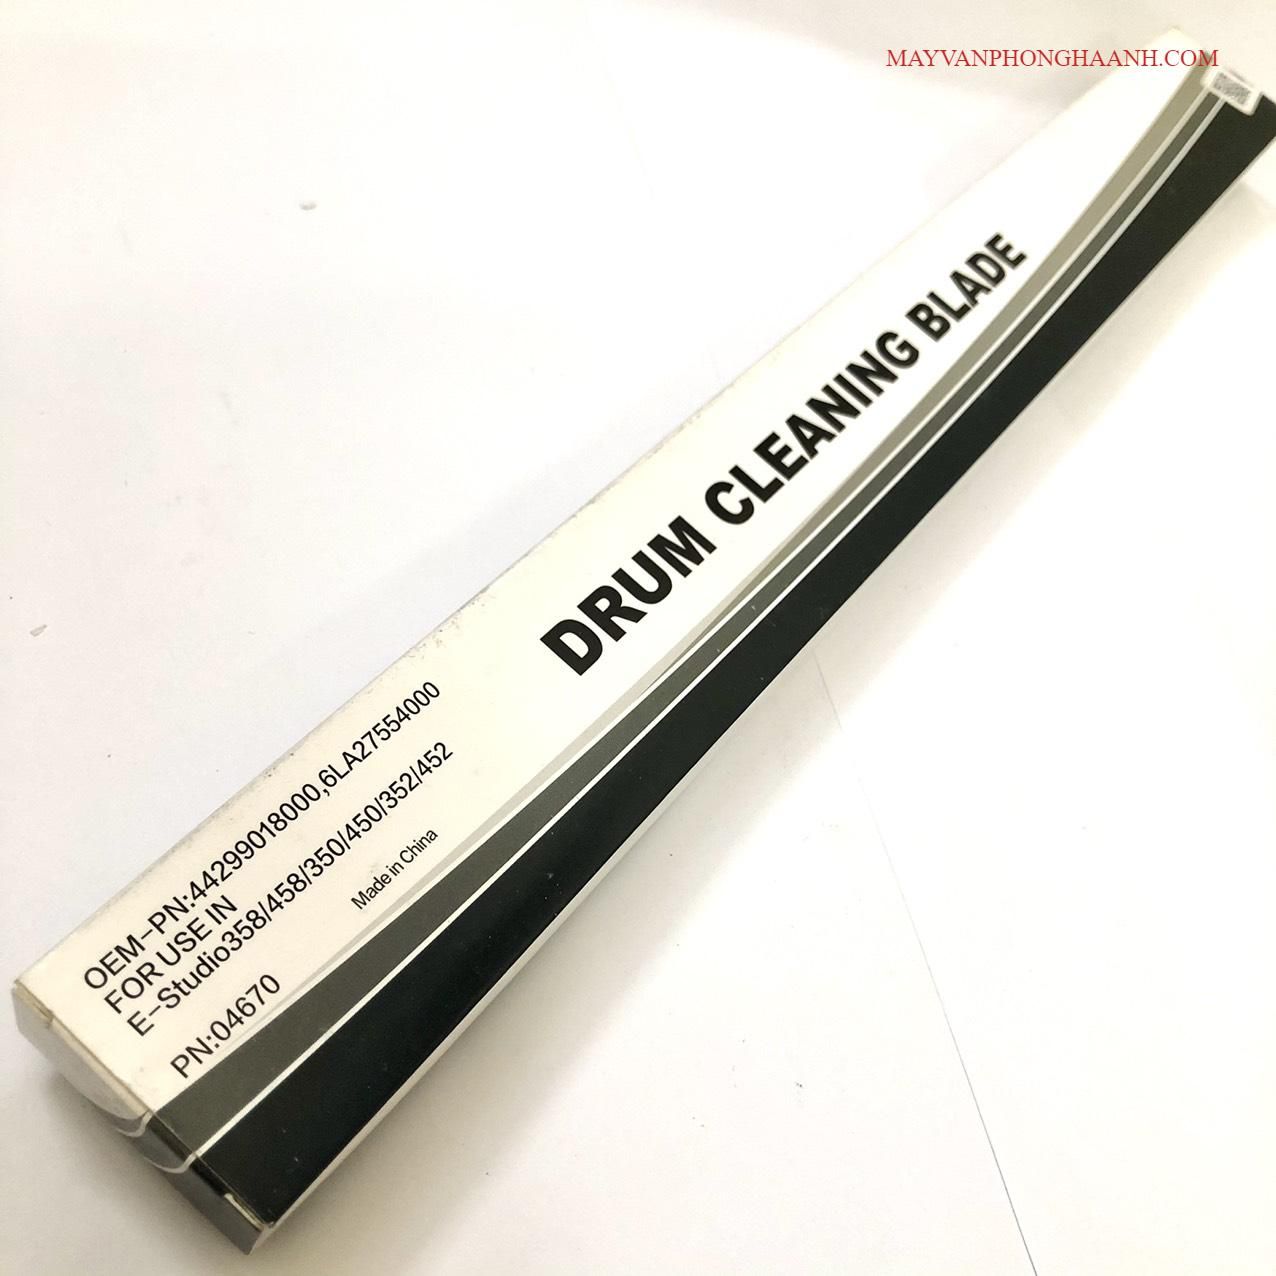 MAYVANPHONGHAANH.COM
DRUM CLEANING BLADE
OEM-PN:44299018000,6LA27554000
FOR USE IN
E-Studio358/458/350/450/352/452
Made in China
PN:04670